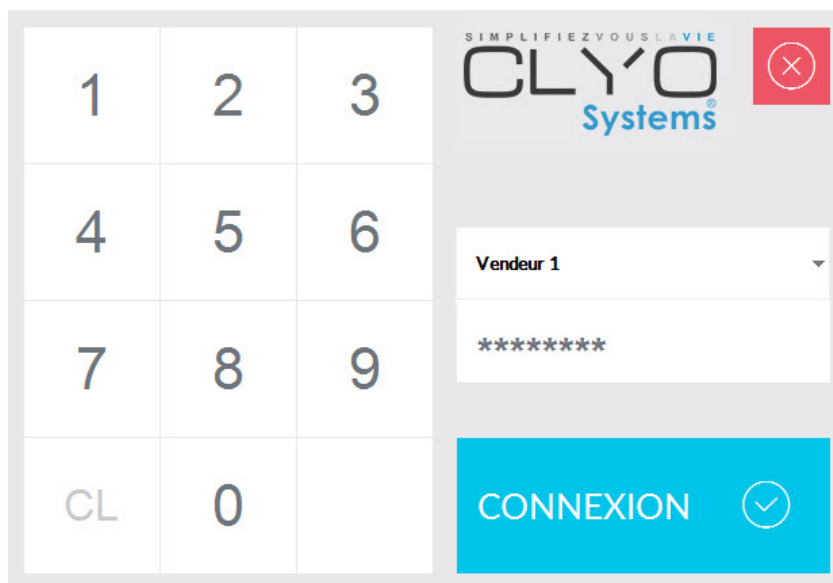 1 2 3
4 5 6
7 8 9
CL 0
SIMPLIFIEZVOUSLAVIE
CLYO
Systems®
Vendeur 1
********
CONNEXION